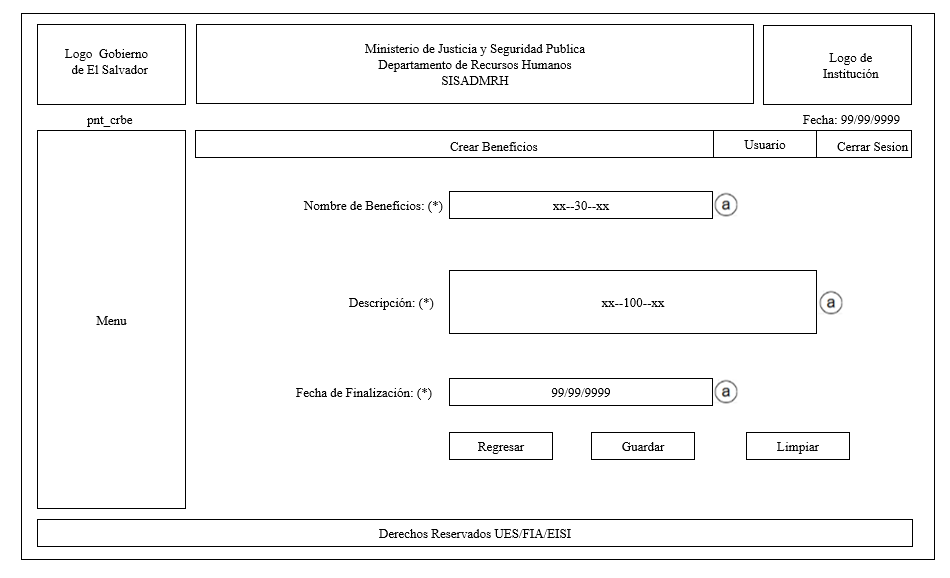 Logo Gobierno
de El Salvador
Ministerio de Justicia y Seguridad Publica
Departamento de Recursos Humanos
SISADMRH
Logo de
Institución
pnt_crbe
Fecha: 99/99/9999
Crear Beneficios
Usuario
Cerrar Sesion
Nombre de Beneficios: (*)
xx--30--xx
a
Descripción: (*)
xx--100--xx
a
Menu
Fecha de Finalización: (*)
99/99/9999
a
Regresar
Guardar
Limpiar
Derechos Reservados UES/FIA/EISI